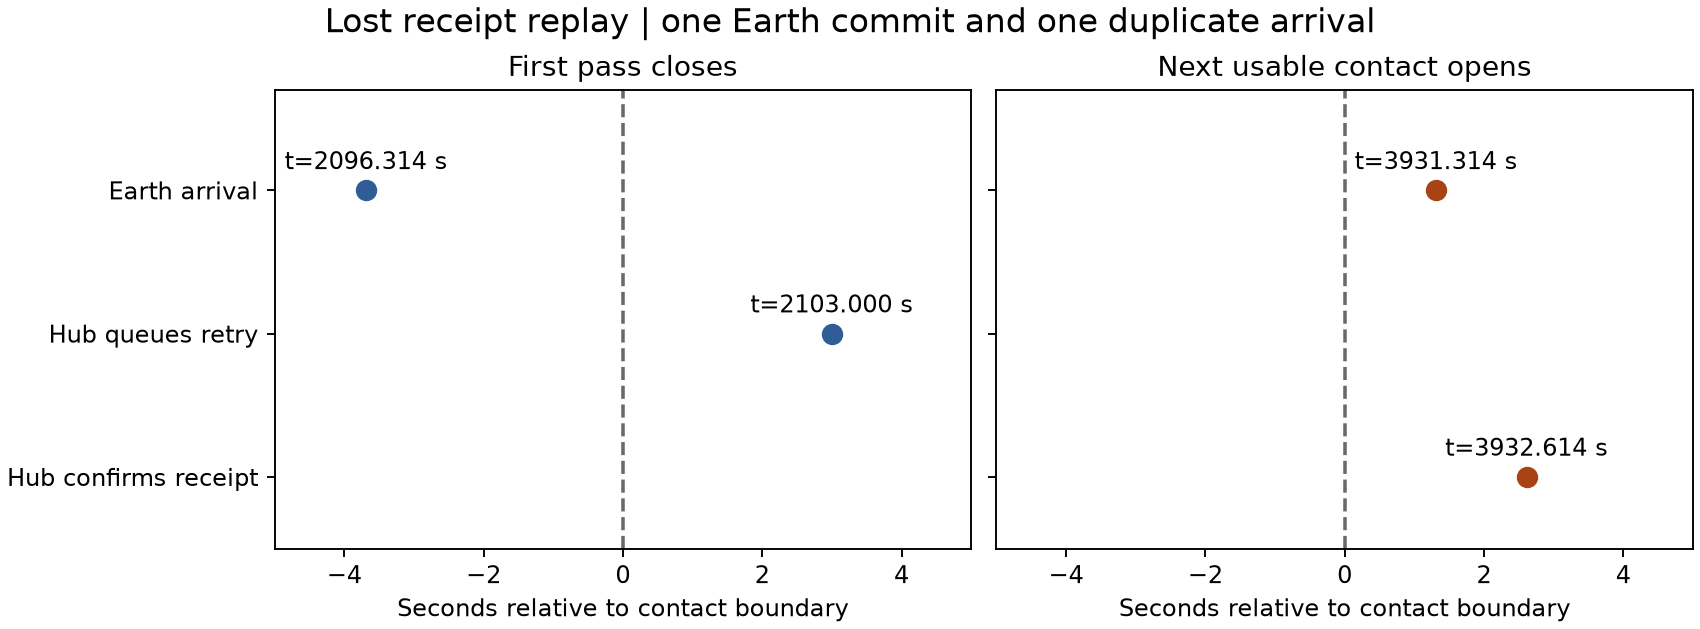 Lost receipt replay | one Earth commit and one duplicate arrival
First pass closes
Next usable contact opens
t=2096.314 s
t=3931.314 s
Earth arrival
t=2103.000 s
Hub queues retry
t=3932.614 s
Hub confirms receipt
−4 −2 0 2 4
−4 −2 0 2 4
Seconds relative to contact boundary
Seconds relative to contact boundary